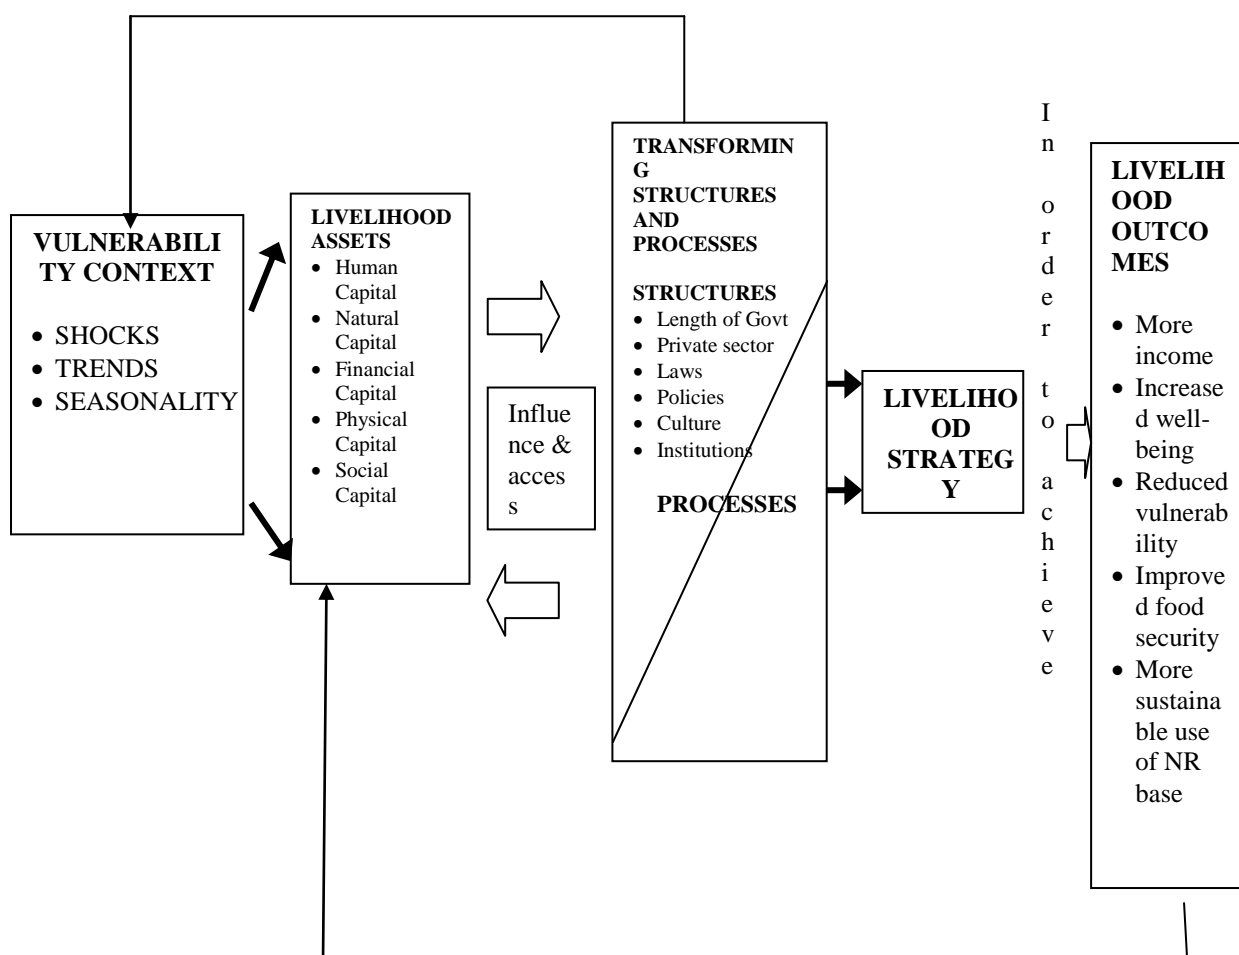 VULNERABILI
TY CONTEXT
• SHOCKS
• TRENDS
• SEASONALITY
LIVELIHOOD
ASSETS
• Human
Capital
• Natural
Capital
• Financial
Capital
• Physical
Capital
• Social
Capital
Influe
nce &
acces
s
TRANSFORMIN
G
STRUCTURES
AND
PROCESSES
STRUCTURES
• Length of Govt
• Private sector
• Laws
• Policies
• Culture
• Institutions
PROCESSES
LIVELIHO
OD
STRATEG
Y
I
n
o
r
d
e
r
t
o
a
c
h
i
e
v
e
LIVELIH
OOD
OUTCO
MES
• More
income
• Increase
d well-
being
• Reduced
vulnerab
ility
• Improve
d food
security
• More
sustaina
ble use
of NR
base